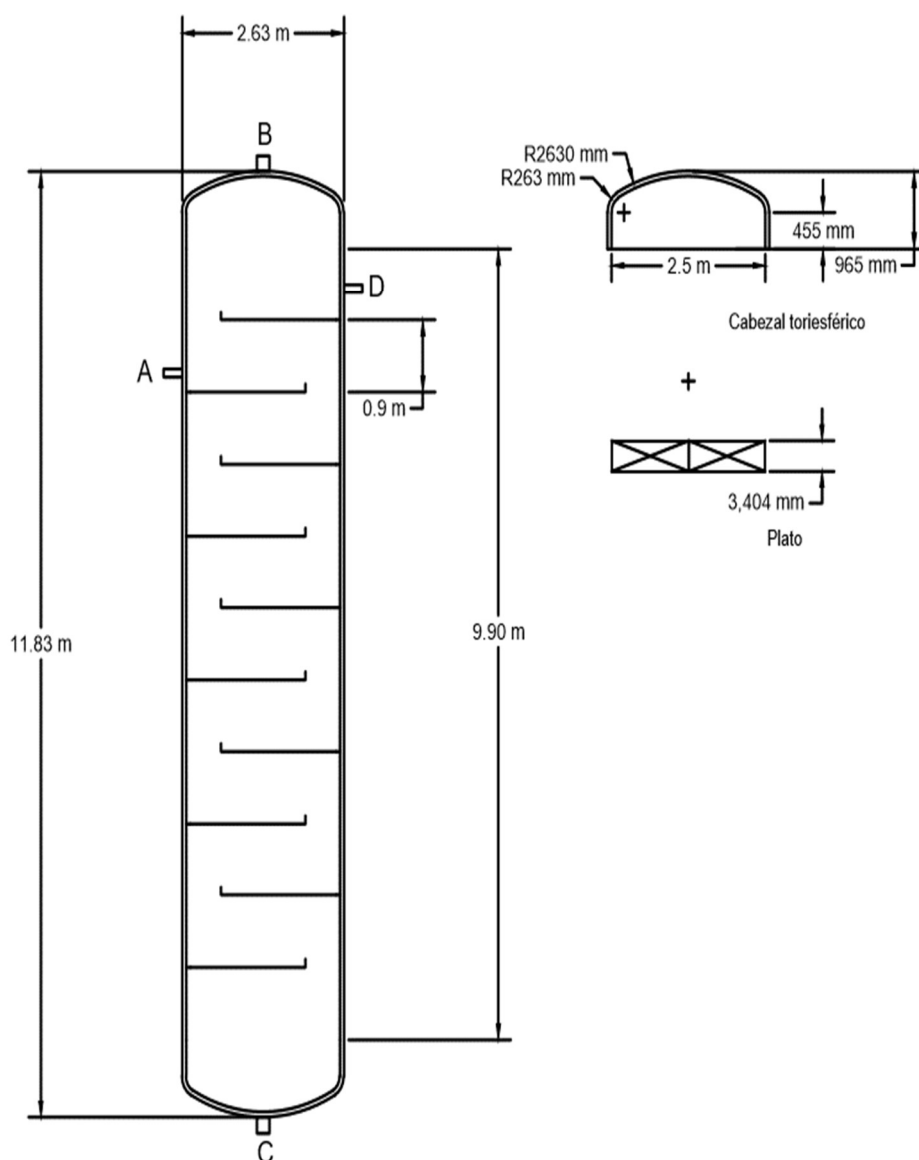 2.63 m
B
R2630 mm
R263 mm
455 mm
965 mm
2.5 m
D
Cabezal toriesférico
A
0.9 m
3,404 mm
Plato
11.83 m
9.90 m
C